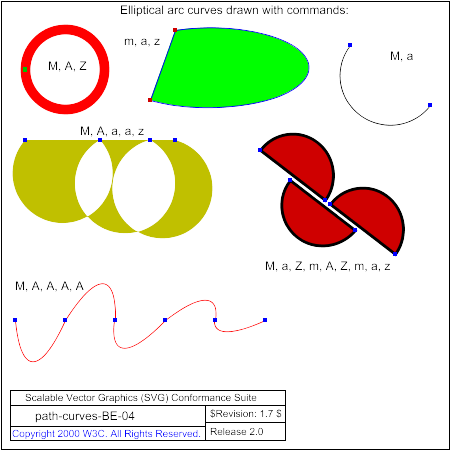 Elliptical arc curves drawn with commands:
m, a, z
M, A, Z
M, a
M, A, a, a, z
M, a, Z, m, A, Z, m, a, z
M, A, A, A, A
Scalable Vector Graphics (SVG) Conformance Suite
path-curves-BE-04
$Revision: 1.7 $
Copyright 2000 W3C. All Rights Reserved.
Release 2.0